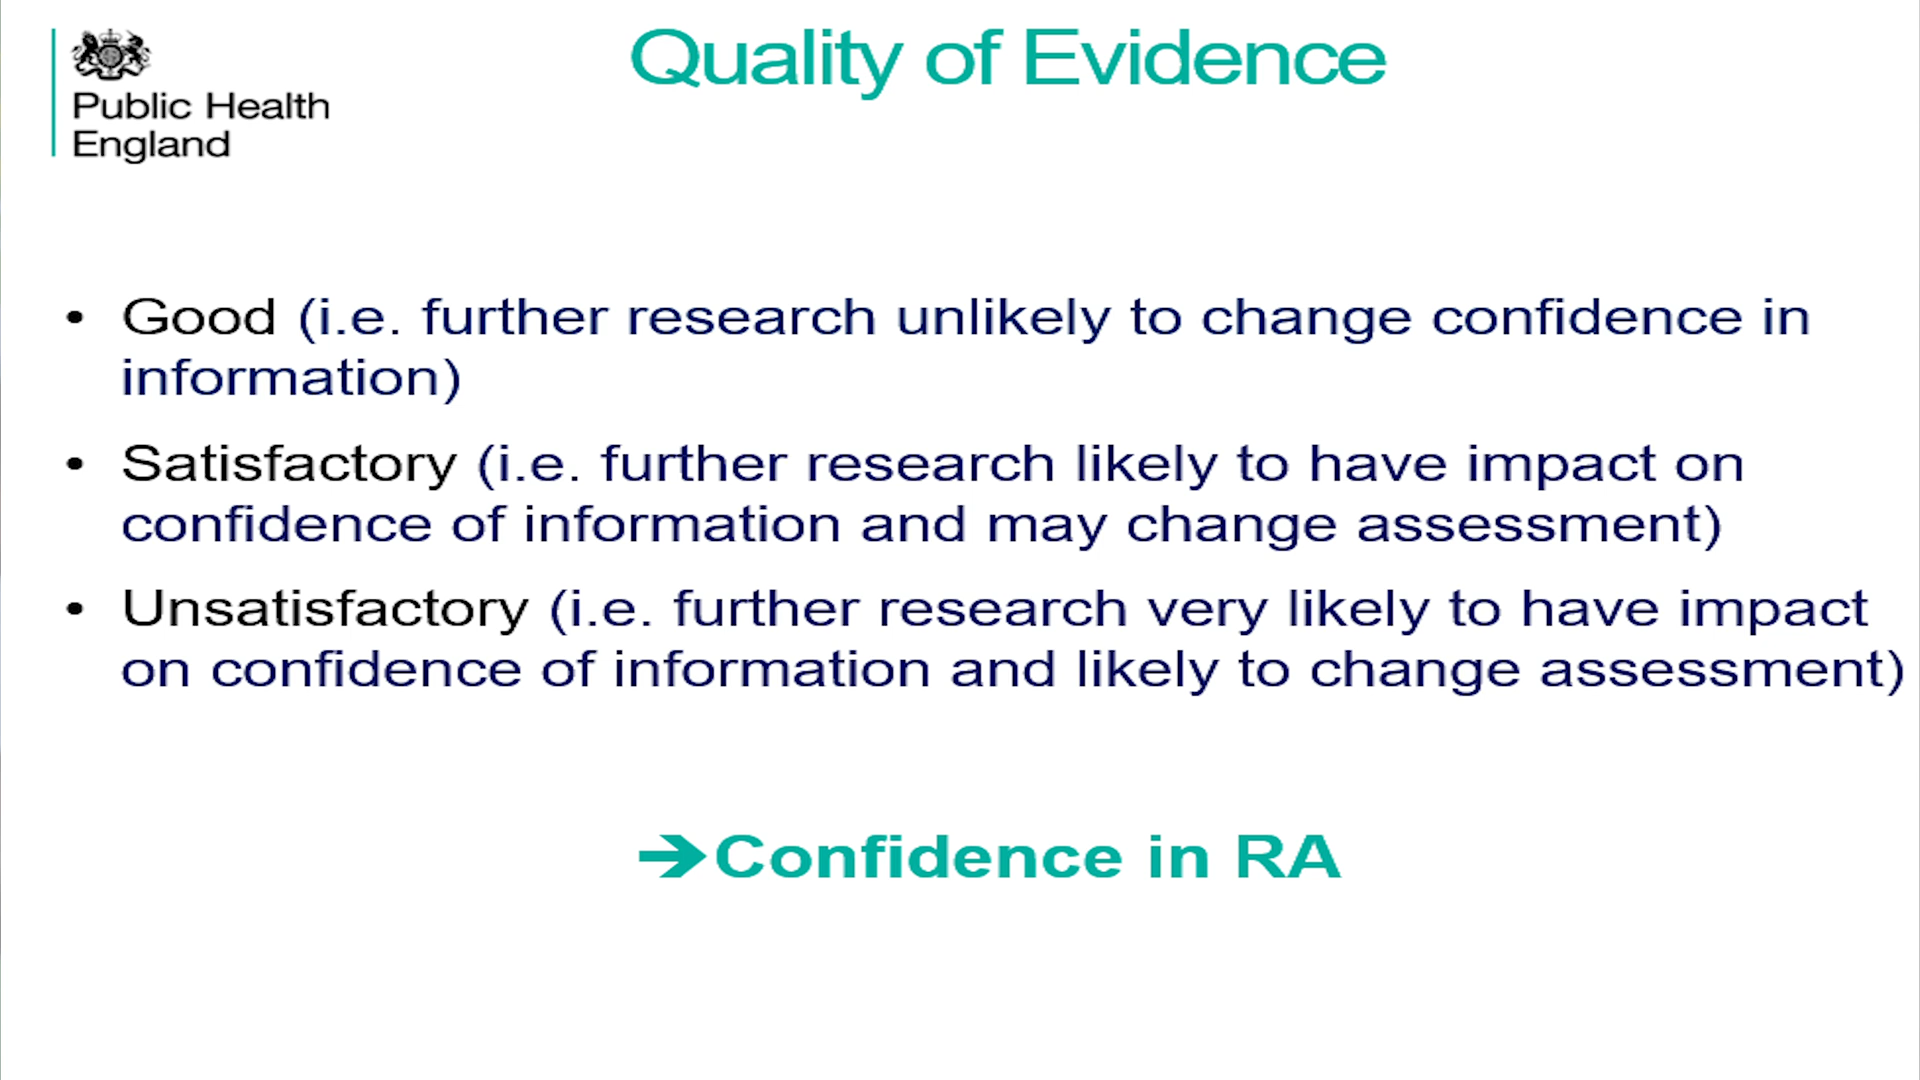 Public Health
England
Quality of Evidence
• Good (i.e. further research unlikely to change confidence in
information)
• Satisfactory (i.e. further research likely to have impact on
confidence of information and may change assessment)
• Unsatisfactory (i.e. further research very likely to have impact
on confidence of information and likely to change assessment)
➔Confidence in RA